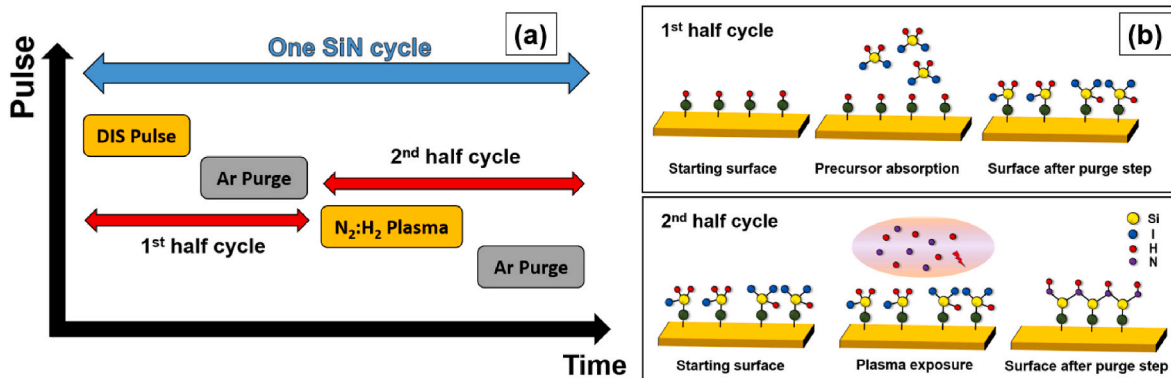 (a)
One SiN cycle
Pulse
DIS Pulse
Ar Purge
2nd half cycle
1st half cycle
N2:H2 Plasma
Ar Purge
Time
1st half cycle
(b)
Starting surface
Precursor absorption
Surface after purge step
2nd half cycle
Si
I
H
N
Starting surface
Plasma exposure
Surface after purge step